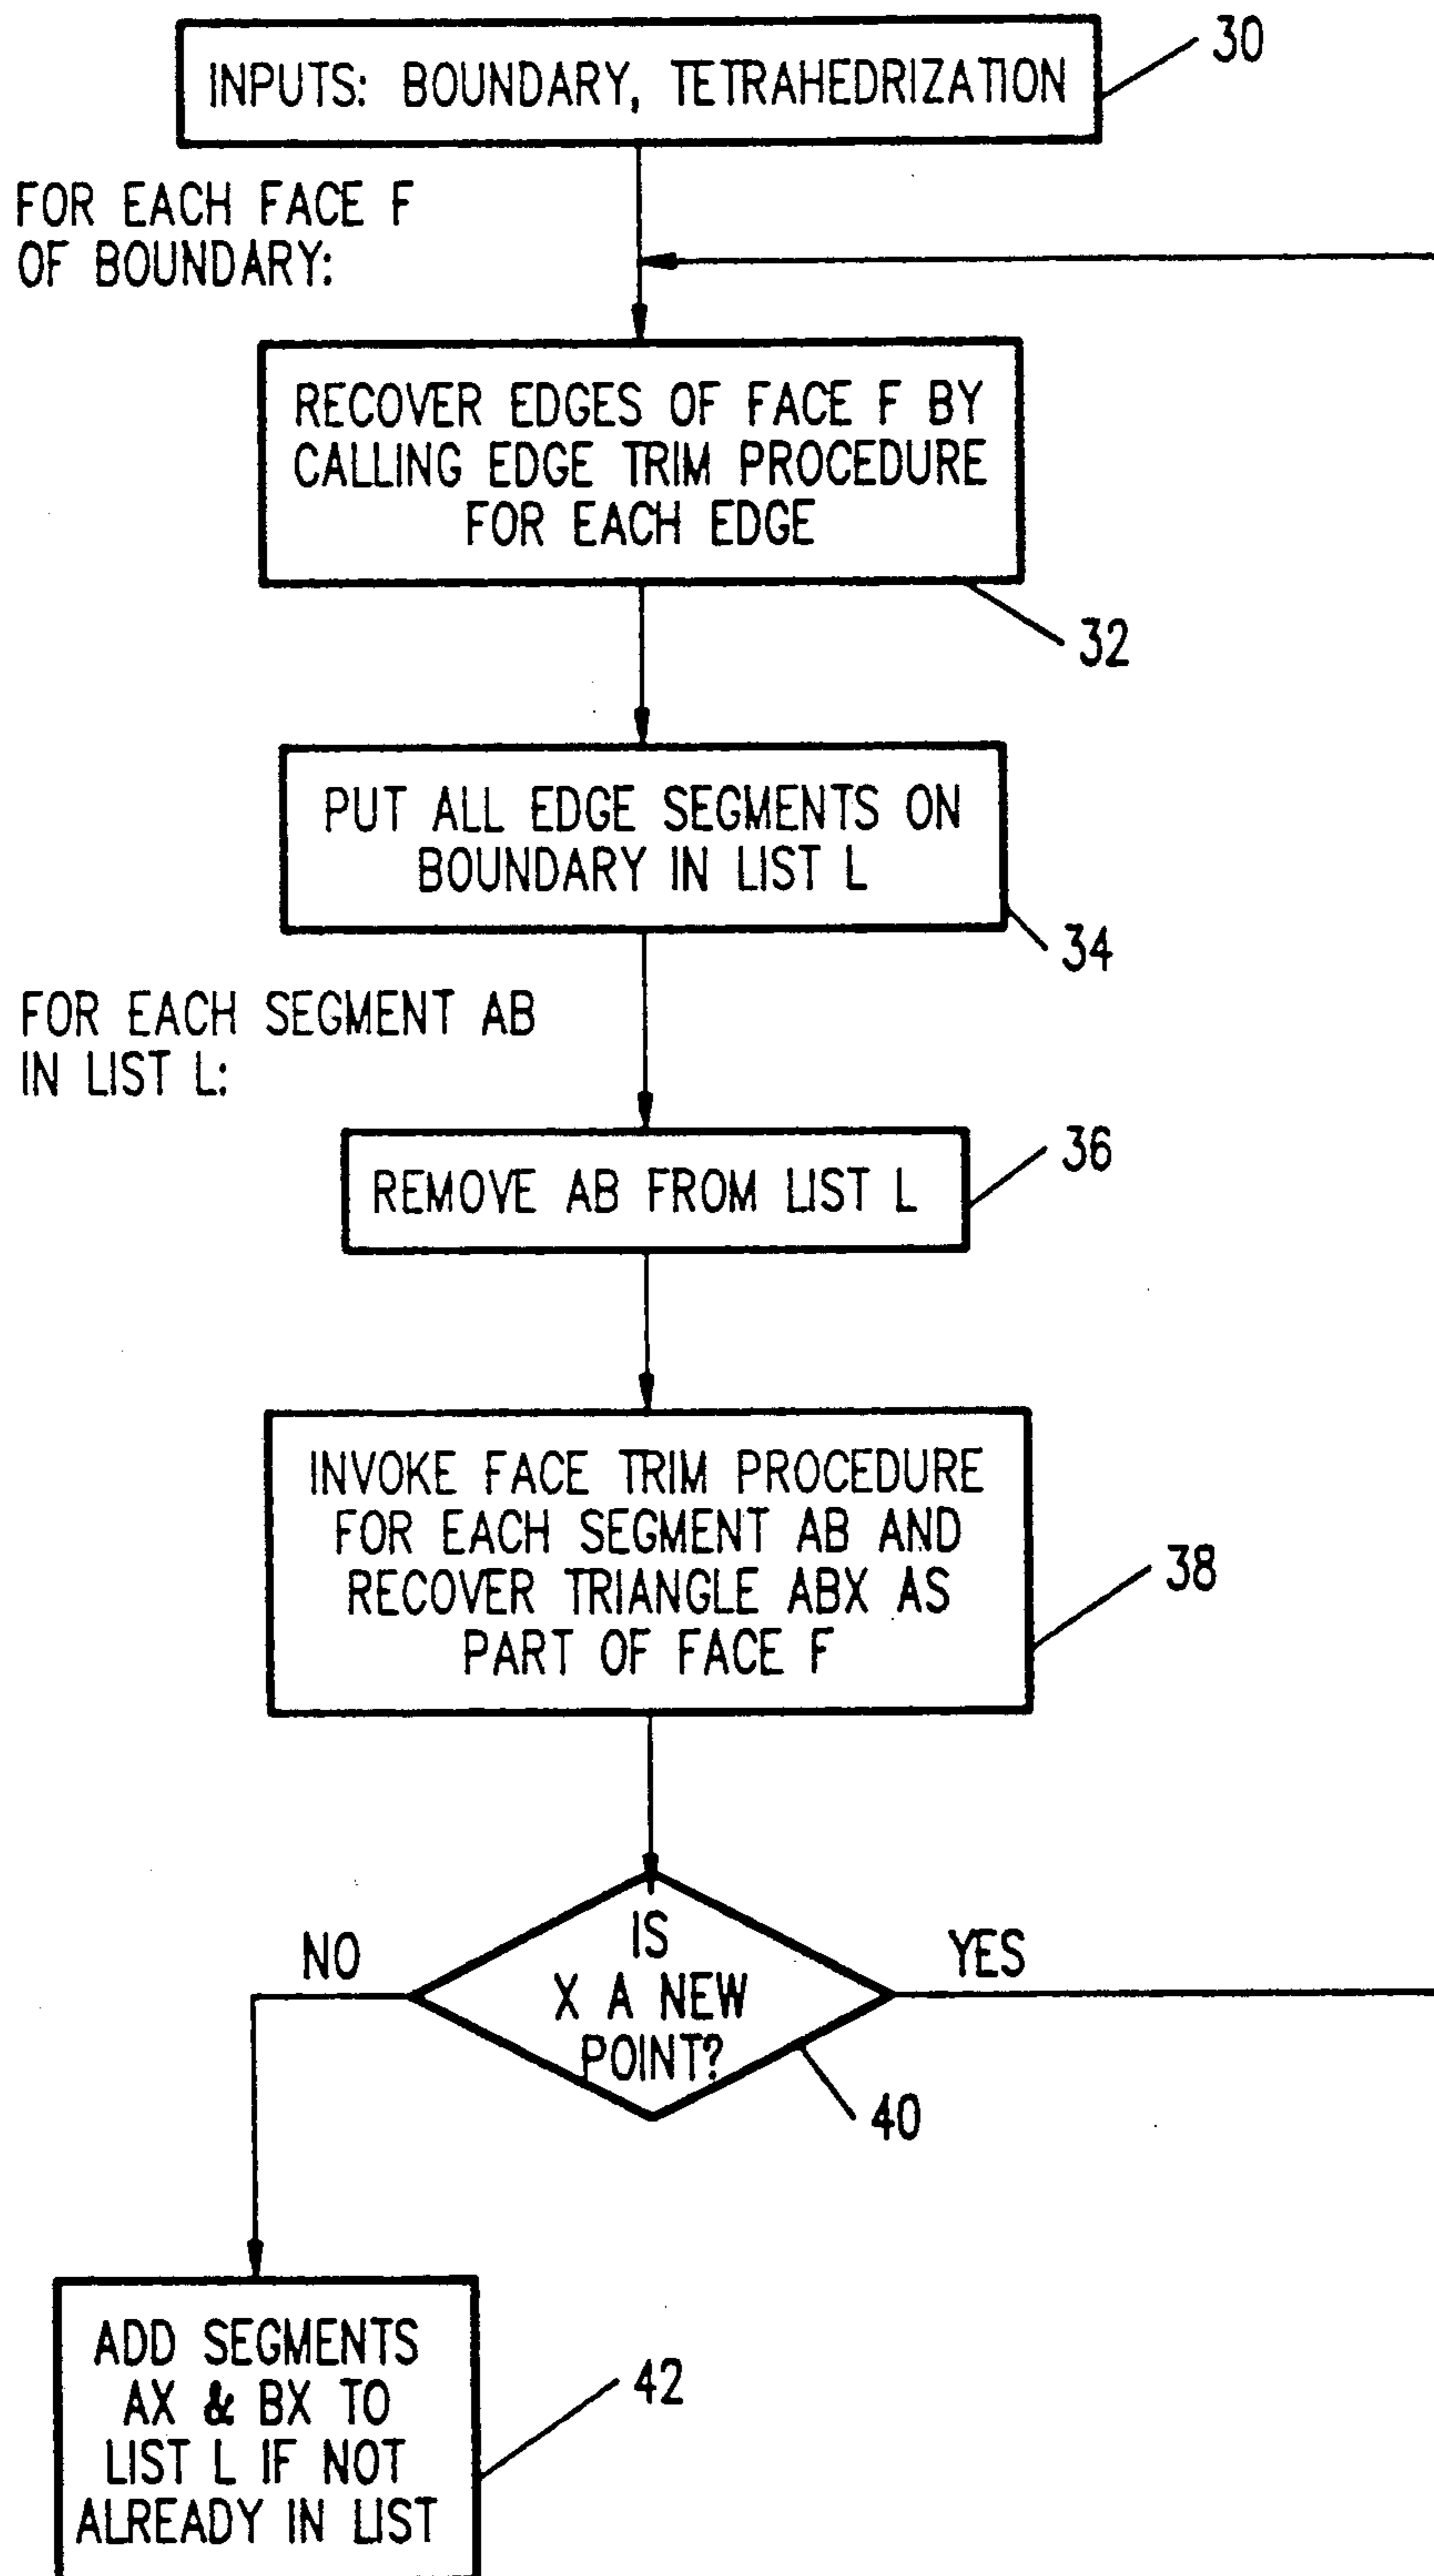 INPUTS: BOUNDARY, TETRAHEDRIZATION
30
FOR EACH FACE F
OF BOUNDARY:
RECOVER EDGES OF FACE F BY
CALLING EDGE TRIM PROCEDURE
FOR EACH EDGE
32
PUT ALL EDGE SEGMENTS ON
BOUNDARY IN LIST L
34
FOR EACH SEGMENT AB
IN LIST L:
REMOVE AB FROM LIST L
36
INVOKE FACE TRIM PROCEDURE
FOR EACH SEGMENT AB AND
RECOVER TRIANGLE ABX AS
PART OF FACE F
38
IS
X A NEW
POINT?
NO
YES
40
ADD SEGMENTS
AX & BX TO
LIST L IF NOT
ALREADY IN LIST
42